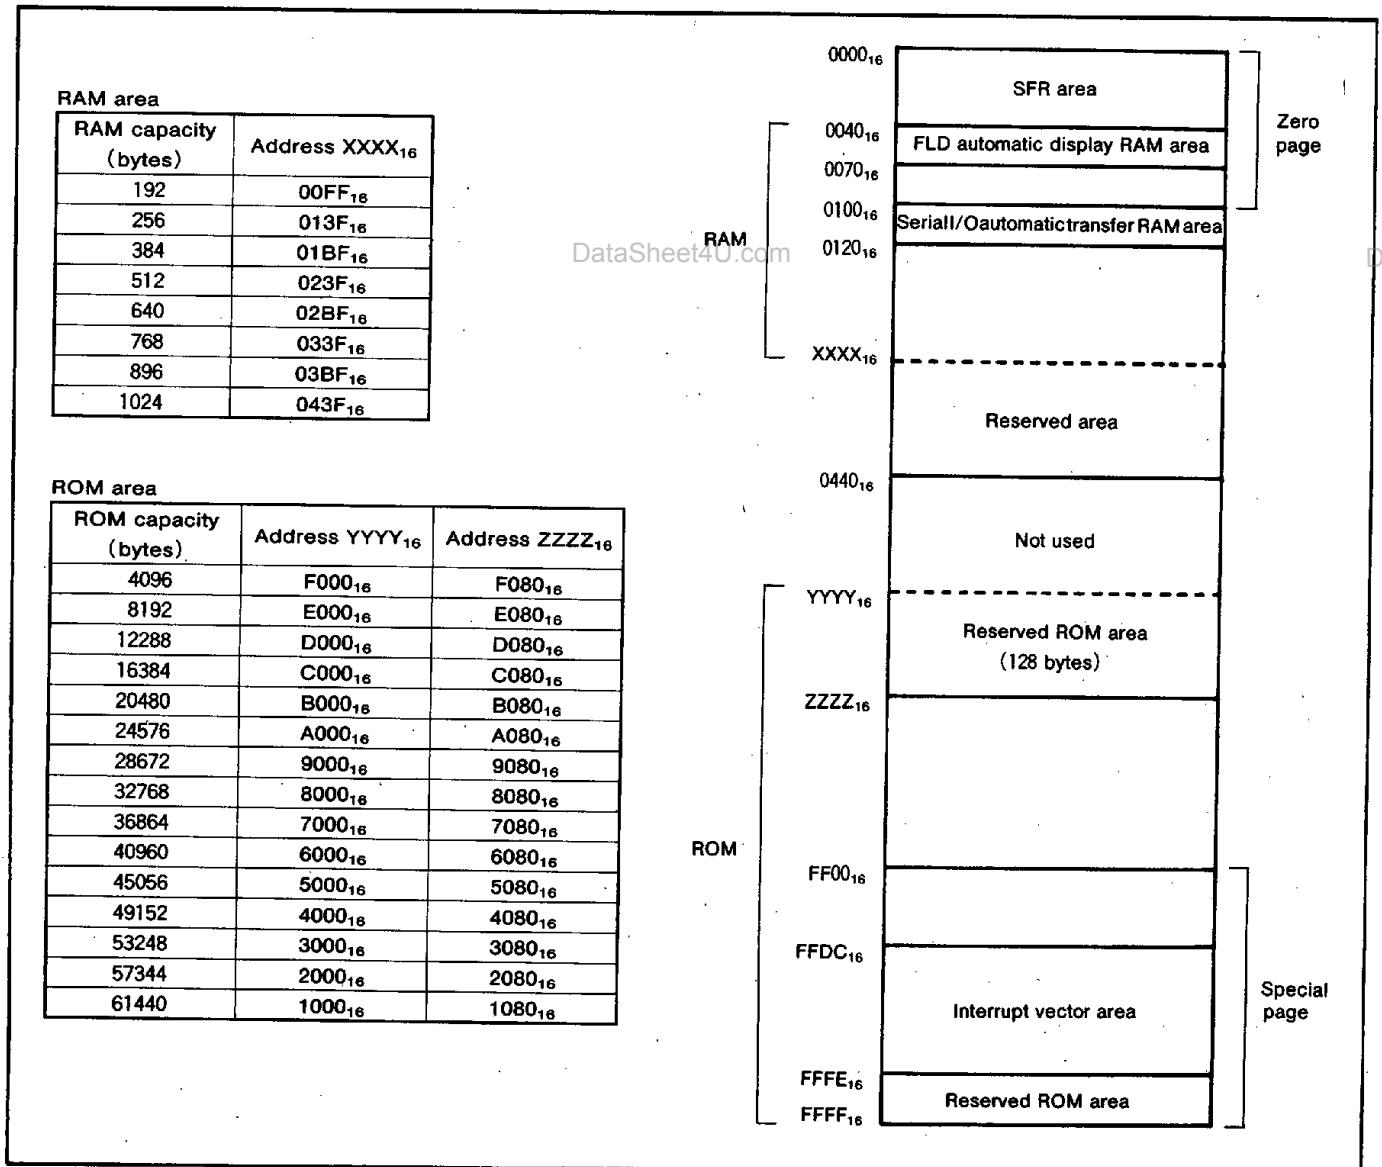 RAM area
RAM capacity (bytes) Address XXXX₁₆
192 00FF₁₆
256 013F₁₆
384 01BF₁₆
512 023F₁₆
640 02BF₁₆
768 033F₁₆
896 03BF₁₆
1024 043F₁₆
ROM area
ROM capacity (bytes) Address YYYY₁₆ Address ZZZZ₁₆
4096 F000₁₆ F080₁₆
8192 E000₁₆ E080₁₆
12288 D000₁₆ D080₁₆
16384 C000₁₆ C080₁₆
20480 B000₁₆ B080₁₆
24576 A000₁₆ A080₁₆
28672 9000₁₆ 9080₁₆
32768 8000₁₆ 8080₁₆
36864 7000₁₆ 7080₁₆
40960 6000₁₆ 6080₁₆
45056 5000₁₆ 5080₁₆
49152 4000₁₆ 4080₁₆
53248 3000₁₆ 3080₁₆
57344 2000₁₆ 2080₁₆
61440 1000₁₆ 1080₁₆
DataSheet4U.com
0000₁₆
SFR area
Zero
page
0040₁₆
FLD automatic display RAM area
0070₁₆
0100₁₆
SerialI/OautomatictransferRAMarea
RAM
0120₁₆
XXXX₁₆
Reserved area
0440₁₆
Not used
YYYY₁₆
Reserved ROM area
(128 bytes)
ZZZZ₁₆
ROM
FF00₁₆
FFDC₁₆
Interrupt vector area
Special
page
FFFE₁₆
Reserved ROM area
FFFF₁₆